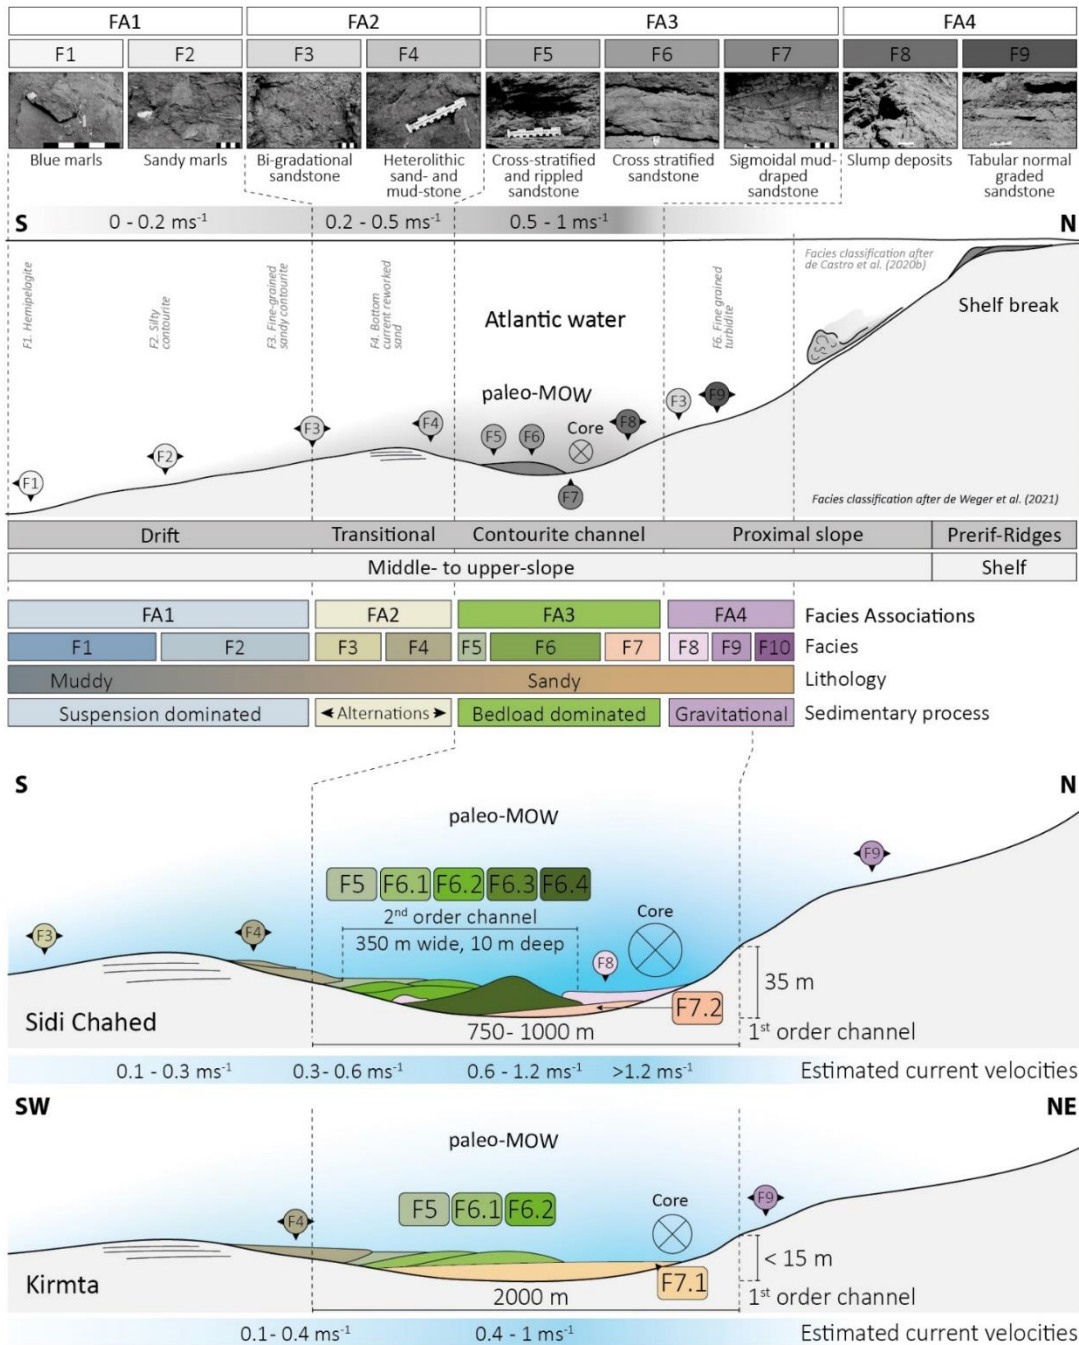 FA1 FA2 FA3 FA4
F1 F2 F3 F4 F5 F6 F7 F8 F9
Blue marls
Sandy marls
Bi-gradational
sandstone
Heterolithic
sand- and
mud-stone
Cross-stratified
and rippled
sandstone
Cross stratified
sandstone
Sigmoidal mud-
draped
sandstone
Slump deposits
Tabular normal
graded
sandstone
S 0 - 0.2 ms⁻¹ 0.2 - 0.5 ms⁻¹ 0.5 - 1 ms⁻¹ N
F1. Hemipelagite
F2. Silty
contourite
F3. Fine-grained
sandy contourite
F4. Bottom
current reworked
sand
F6. Fine grained
turbidite
Facies classification after
de Castro et al. (2020b)
Atlantic water
Shelf break
paleo-MOW
F1 F2 F3 F4 F5 F6 Core F8 F3 F9
F7
Facies classification after de Weger et al. (2021)
Drift Transitional Contourite channel Proximal slope Prerif-Ridges
Middle- to upper-slope Shelf
FA1 FA2 FA3 FA4 Facies Associations
F1 F2 F3 F4 F5 F6 F7 F8 F9 F10 Facies
Muddy Sandy Lithology
Suspension dominated Alternations Bedload dominated Gravitational Sedimentary process
S N
paleo-MOW
F9
F5 F6.1 F6.2 F6.3 F6.4
2nd order channel
350 m wide, 10 m deep
Core
F3 F4 F8
35 m
F7.2
Sidi Chahed
750- 1000 m
1st order channel
0.1 - 0.3 ms⁻¹ 0.3 - 0.6 ms⁻¹ 0.6 - 1.2 ms⁻¹ >1.2 ms⁻¹ Estimated current velocities
SW NE
paleo-MOW
F5 F6.1 F6.2
Core
F9
F4
< 15 m
F7.1
Kirmta
2000 m
1st order channel
0.1- 0.4 ms⁻¹ 0.4 - 1 ms⁻¹ Estimated current velocities